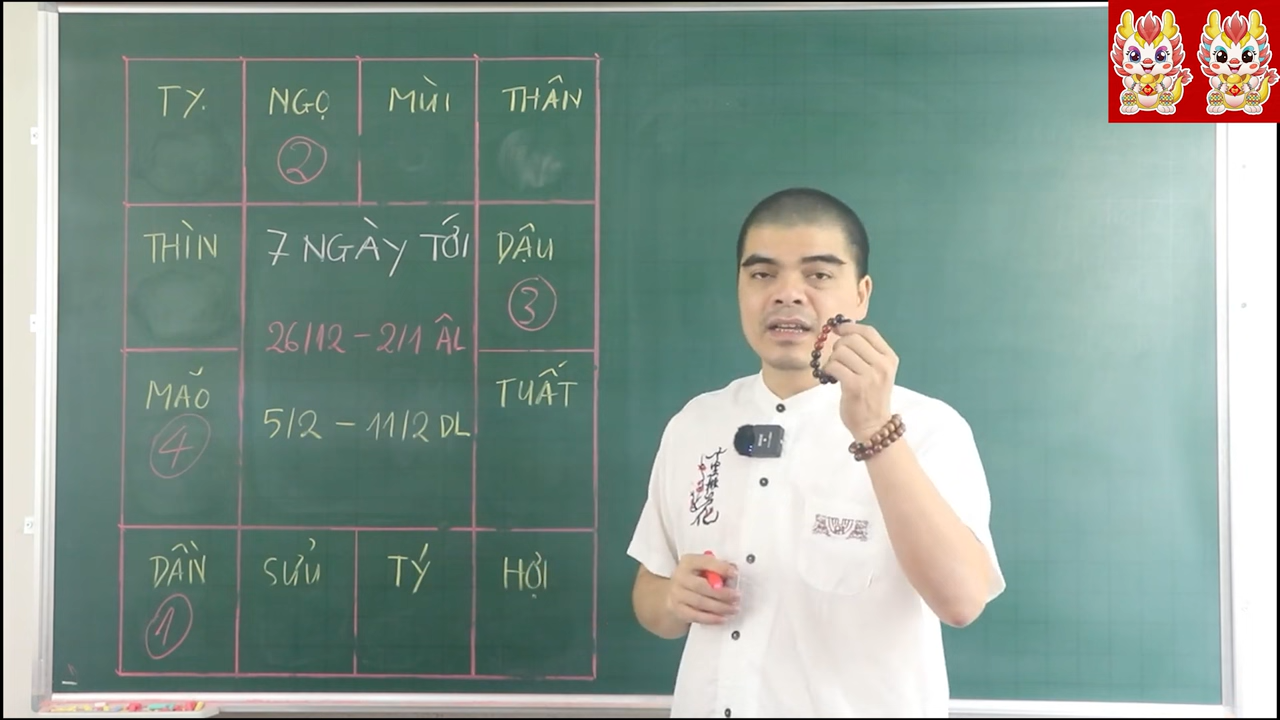 TY.
NGỌ
MÙI
THÂN
2
THÌN
7 NGÀY TỚI
DẬU
3
26/12 - 2/1 ÂL
MÃO
5/2 - 11/2 DL
TUẤT
4
DẦN
SỬU
TÝ
HỢI
1